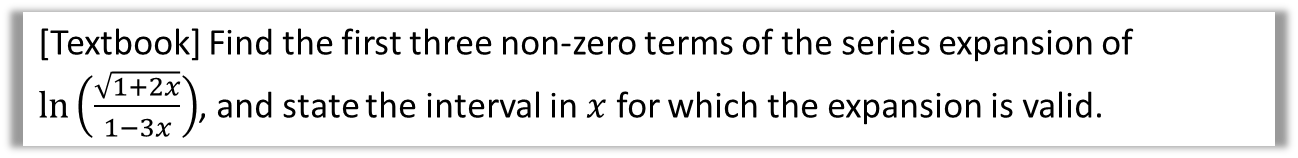 [Textbook] Find the first three non-zero terms of the series expansion of
ln (√1+2x / 1−3x), and state the interval in x for which the expansion is valid.